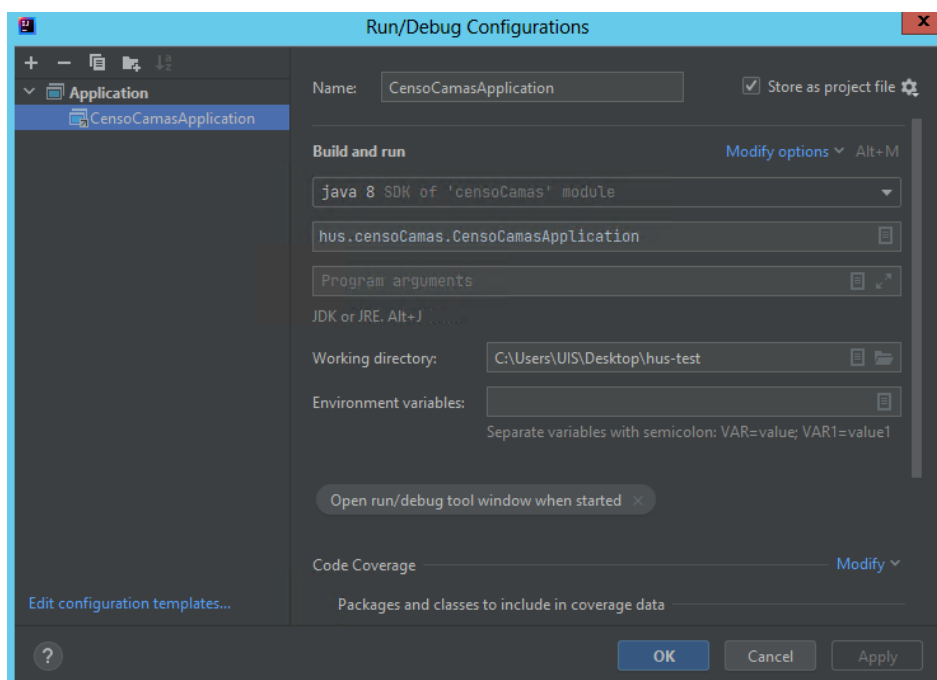 Run/Debug Configurations
x
Application
CensoCamasApplication
Name: CensoCamasApplication Store as project file
Build and run Modify options Alt+M
java 8 SDK of 'censoCamas' module
hus.censoCamas.CensoCamasApplication
Program arguments
JDK or JRE. Alt+J
Working directory: C:\Users\UIS\Desktop\hus-test
Environment variables:
Separate variables with semicolon: VAR=value; VAR1=value1
Open run/debug tool window when started ×
Code Coverage Modify
Packages and classes to include in coverage data
Edit configuration templates...
? OK Cancel Apply